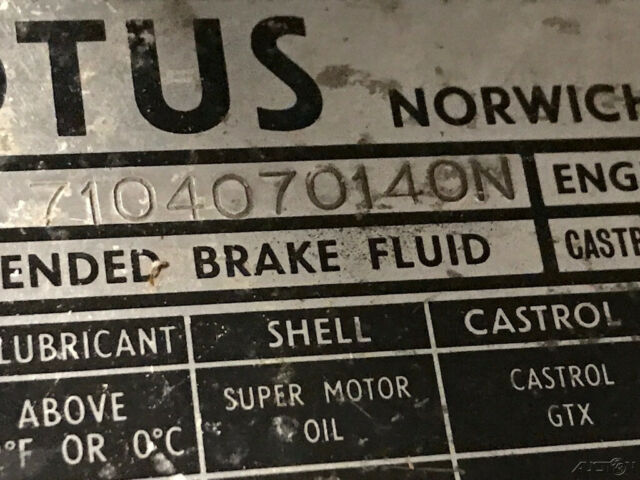 OTUS NORWICH
7104070140N ENG
ENDED BRAKE FLUID CASTR
LUBRICANT SHELL CASTROL
ABOVE SUPER MOTOR CASTROL
°F OR 0°C OIL GTX